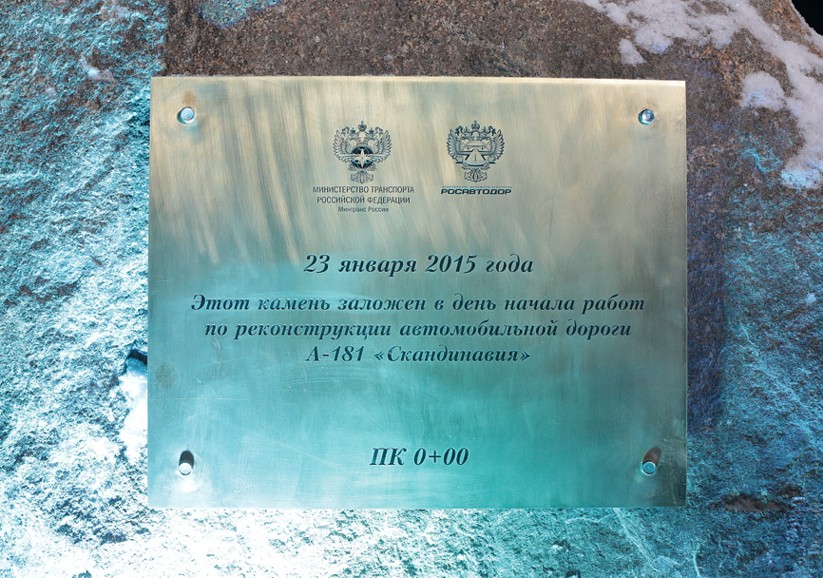 МИНИСТЕРСТВО ТРАНСПОРТА
РОССИЙСКОЙ ФЕДЕРАЦИИ
Минтранс России
РОСАВТОДОР
23 января 2015 года
Этот камень заложен в день начала работ
по реконструкции автомобильной дороги
А-181 «Скандинавия»
ПК 0+00